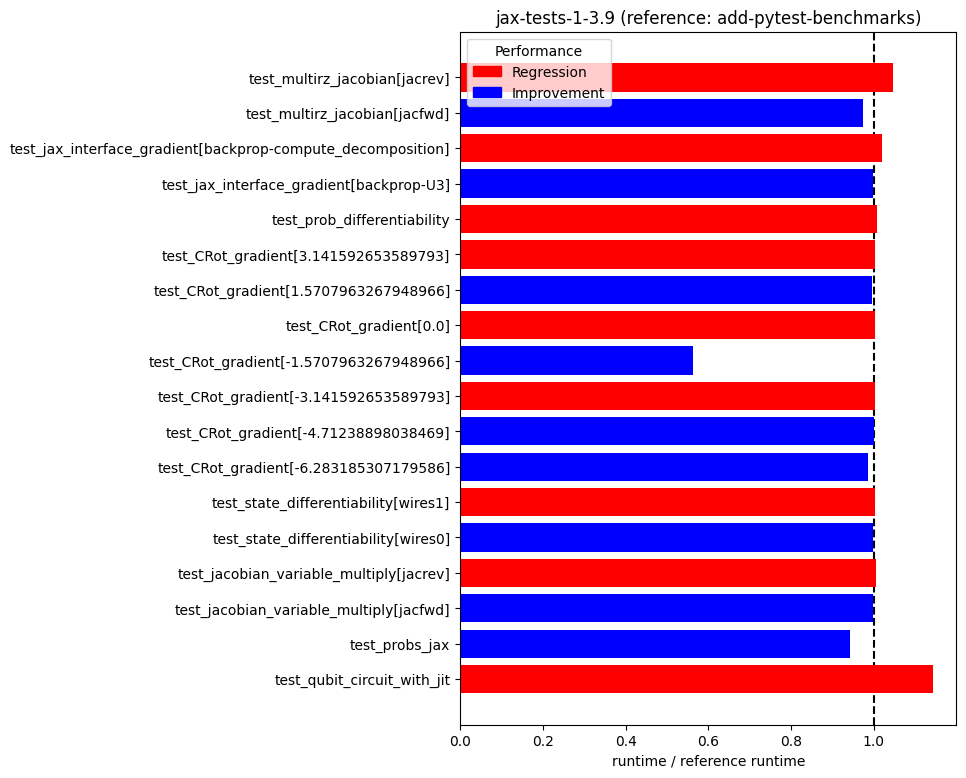 jax-tests-1-3.9 (reference: add-pytest-benchmarks)
Performance
Regression
Improvement
test_multirz_jacobian[jacrev]
test_multirz_jacobian[jacfwd]
test_jax_interface_gradient[backprop-compute_decomposition]
test_jax_interface_gradient[backprop-U3]
test_prob_differentiability
test_CRot_gradient[3.141592653589793]
test_CRot_gradient[1.5707963267948966]
test_CRot_gradient[0.0]
test_CRot_gradient[-1.5707963267948966]
test_CRot_gradient[-3.141592653589793]
test_CRot_gradient[-4.71238898038469]
test_CRot_gradient[-6.283185307179586]
test_state_differentiability[wires1]
test_state_differentiability[wires0]
test_jacobian_variable_multiply[jacrev]
test_jacobian_variable_multiply[jacfwd]
test_probs_jax
test_qubit_circuit_with_jit
0.0 0.2 0.4 0.6 0.8 1.0
runtime / reference runtime